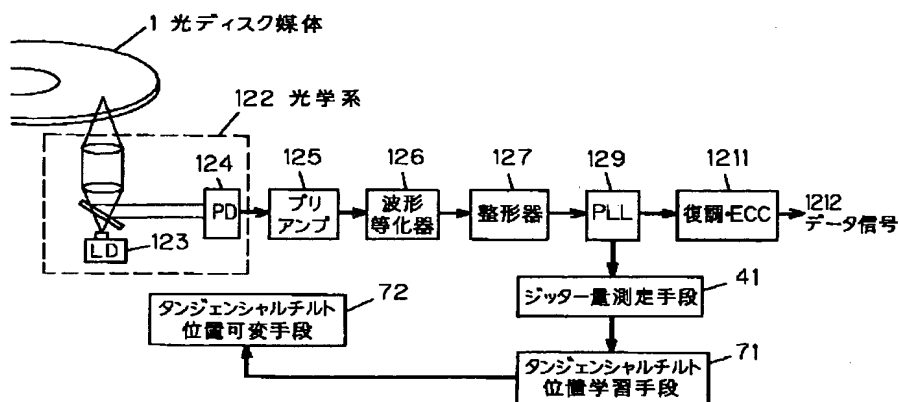 1 光ディスク媒体
122 光学系
124
PD
123
LD
125
プリ
アンプ
126
波形
等化器
127
整形器
129
PLL
1211
復調・ECC
1212
データ信号
41
ジッター量測定手段
72
タンジェンシャルチルト
位置可変手段
71
タンジェンシャルチルト
位置学習手段